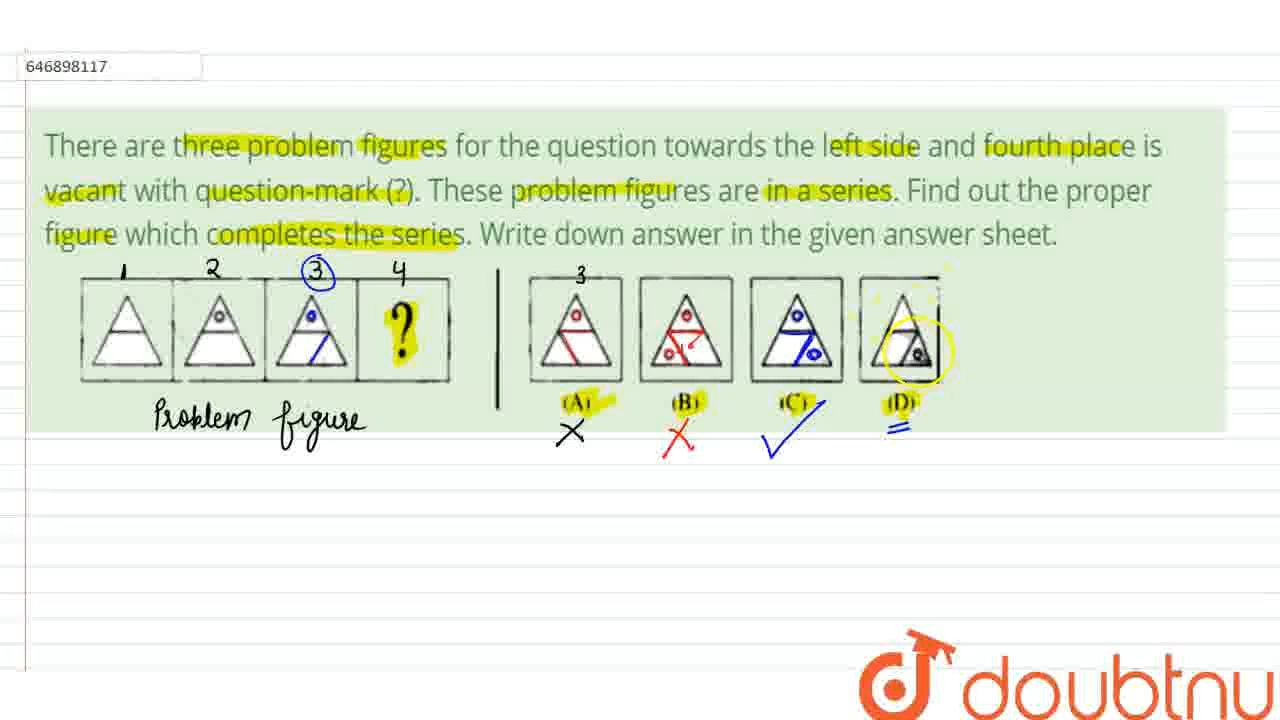 646898117
There are three problem figures for the question towards the left side and fourth place is
vacant with question-mark (?). These problem figures are in a series. Find out the proper
figure which completes the series. Write down answer in the given answer sheet.
1 2 3 4 3
?
(A) (B) (C) (D)
Problem figure
doubtnu